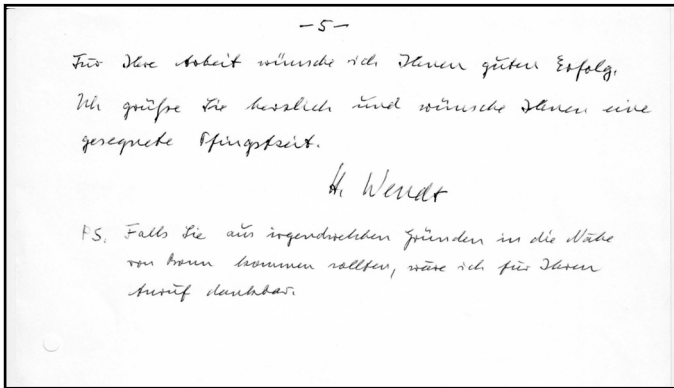 -5-
Für Ihre Arbeit wünsche ich Ihnen guten Erfolg.
Ich grüße Sie herzlich und wünsche Ihnen eine
gesegnete Pfingstzeit.
H. Wendt
PS. Falls Sie aus irgendwelchen Gründen in die Nähe
von Bonn kommen sollten, wäre ich für Ihren
Anruf dankbar.